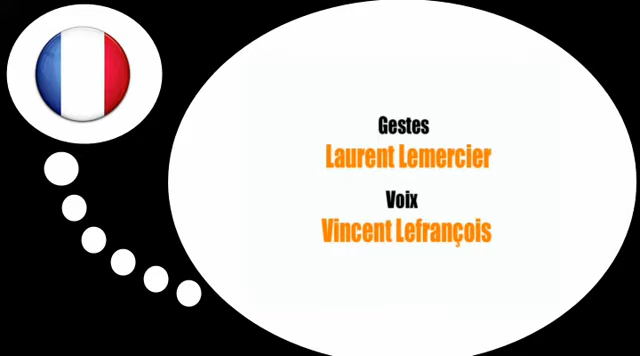 Gestes
Laurent Lemercier
Voix
Vincent Lefrançois